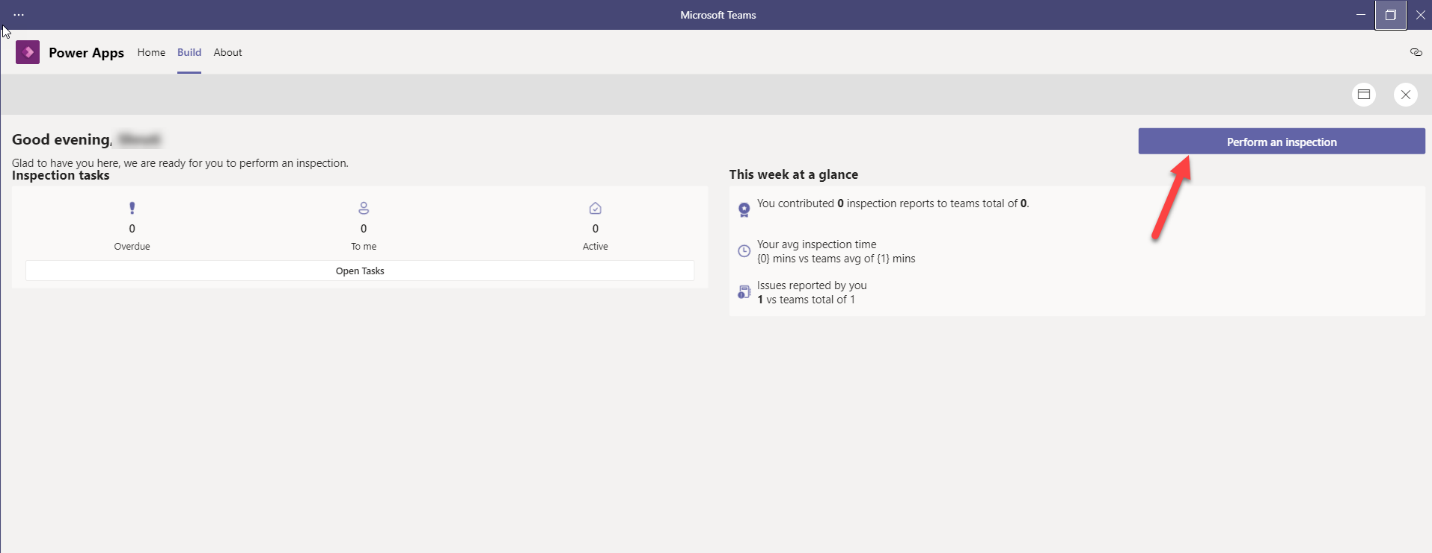 Microsoft Teams
Power Apps Home Build About
Good evening,
Perform an inspection
Glad to have you here, we are ready for you to perform an inspection.
Inspection tasks
0
Overdue
0
To me
0
Active
Open Tasks
This week at a glance
You contributed 0 inspection reports to teams total of 0.
Your avg inspection time
{0} mins vs teams avg of {1} mins
Issues reported by you
1 vs teams total of 1